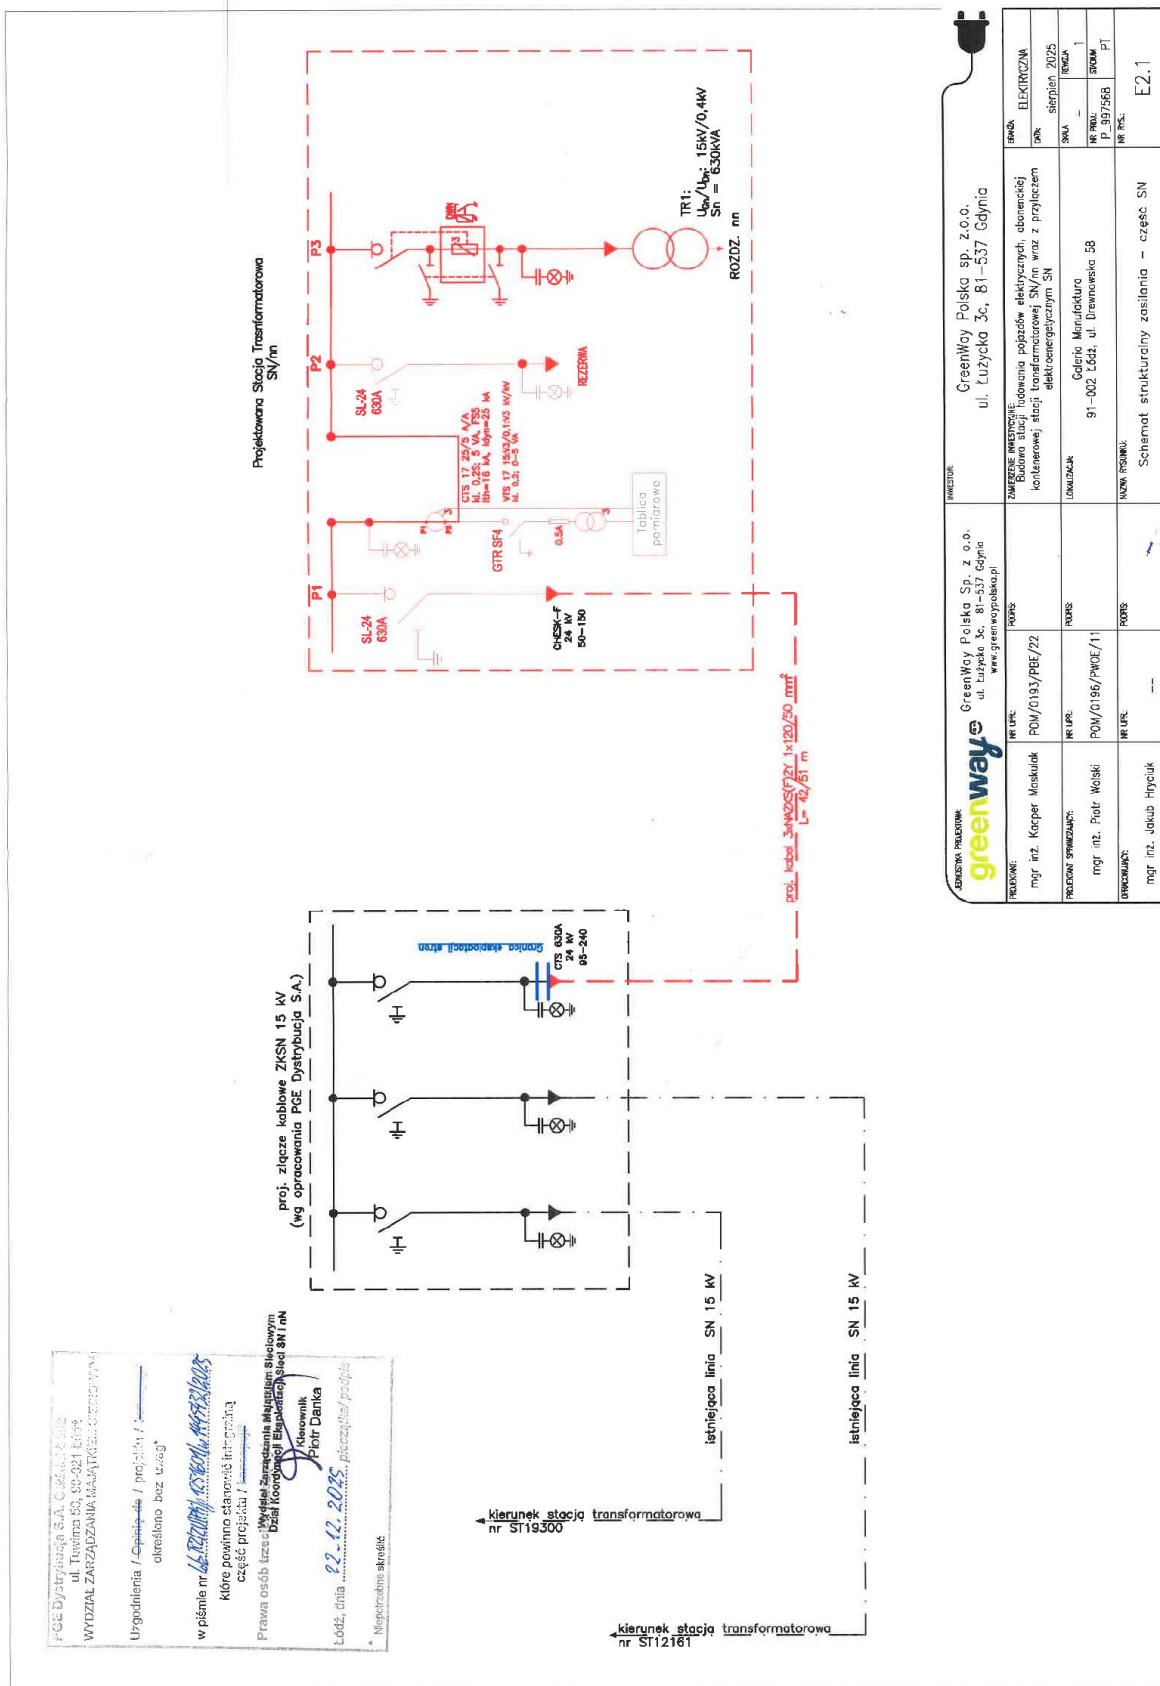 Projektowana Stacja Trasnformatorowa
SN/nn
P1
P2
P3
SL-24
630A
SL-24
630A
CTS 17 25/5 A/A
kl. 0,2S; 5 VA, FS5
Ith=16 kA, Idyn=25 kA
VTS 17 15:√3/0,1:√3 kV/kV
kl. 0,2; 0-5 VA
P1
P2
3
GTR SF4
0.5A
3
Tablica
pomiarowa
REZERWA
3
TR1:
Sn = 630kVA
ROZDZ. nn
CHESK-F
24 kV
50-150
proj. kabel 3xNA2XS(F)2Y 1x120/50 mm²
L= 42/51 m
proj. złącze kablowe ZKSN 15 kV
(wg opracowania PGE Dystrybucja S.A.)
Granica eksploatacji stron
CTS 630A
24 kV
95-240
istniejąca linia SN 15 kV
istniejąca linia SN 15 kV
kierunek stacja transformatorowa
nr ST19300
kierunek stacja transformatorowa
nr ST12161
PGE Dystrybucja S.A.
ul. Tuwima 58, 90-021 Łódź
WYDZIAŁ ZARZĄDZANIA MAJĄTKIEM SIECIOWYM
Uzgodnienia / Opinię do / projektu /
określono bez uwag*
w piśmie nr
które powinno stanowić integralną
część projektu /
Prawa osób trzecich
Wydział Zarządzania Majątkiem Sieciowym
Dział Koordynacji Eksploatacji Sieci SN i nN
Kierownik
Piotr Danka
Łódź, dnia 22.12.2025 pieczątka/ podpis
* Niepotrzebne skreślić
JEDNOSTKA PROJEKTOWA:
greenway
GreenWay Polska Sp. z o.o.
ul. Łużycka 3c, 81-537 Gdynia
www.greenwaypolska.pl
INWESTOR:
GreenWay Polska sp. z.o.o.
ul. Łużycka 3c, 81-537 Gdynia
PROJEKTANT:
mgr inż. Kacper Maskulak
NR UPR.:
POM/0193/PBE/22
PODPIS:
ZAMIERZENIE INWESTYCYJNE:
Budowa stacji ładowania pojazdów elektrycznych, abonenckiej
kontenerowej stacji transformatorowej SN/nn wraz z przyłączem
elektroenergetycznym SN
BRANŻA:
ELEKTRYCZNA
DATA:
sierpień 2025
PROJEKTANT SPRAWDZAJĄCY:
mgr inż. Piotr Wolski
NR UPR.:
POM/0196/PWOE/11
PODPIS:
LOKALIZACJA:
Galeria Manufaktura
91-002 Łódź, ul. Drewnowska 58
SKALA
-
REWIZJA
1
NR PROJ.:
P_997568
STADIUM
PT
OPRACOWUJĄCY:
mgr inż. Jakub Hryciuk
NR UPR.:
--
PODPIS:
NAZWA RYSUNKU:
Schemat strukturalny zasilania - część SN
NR RYS.:
E2.1